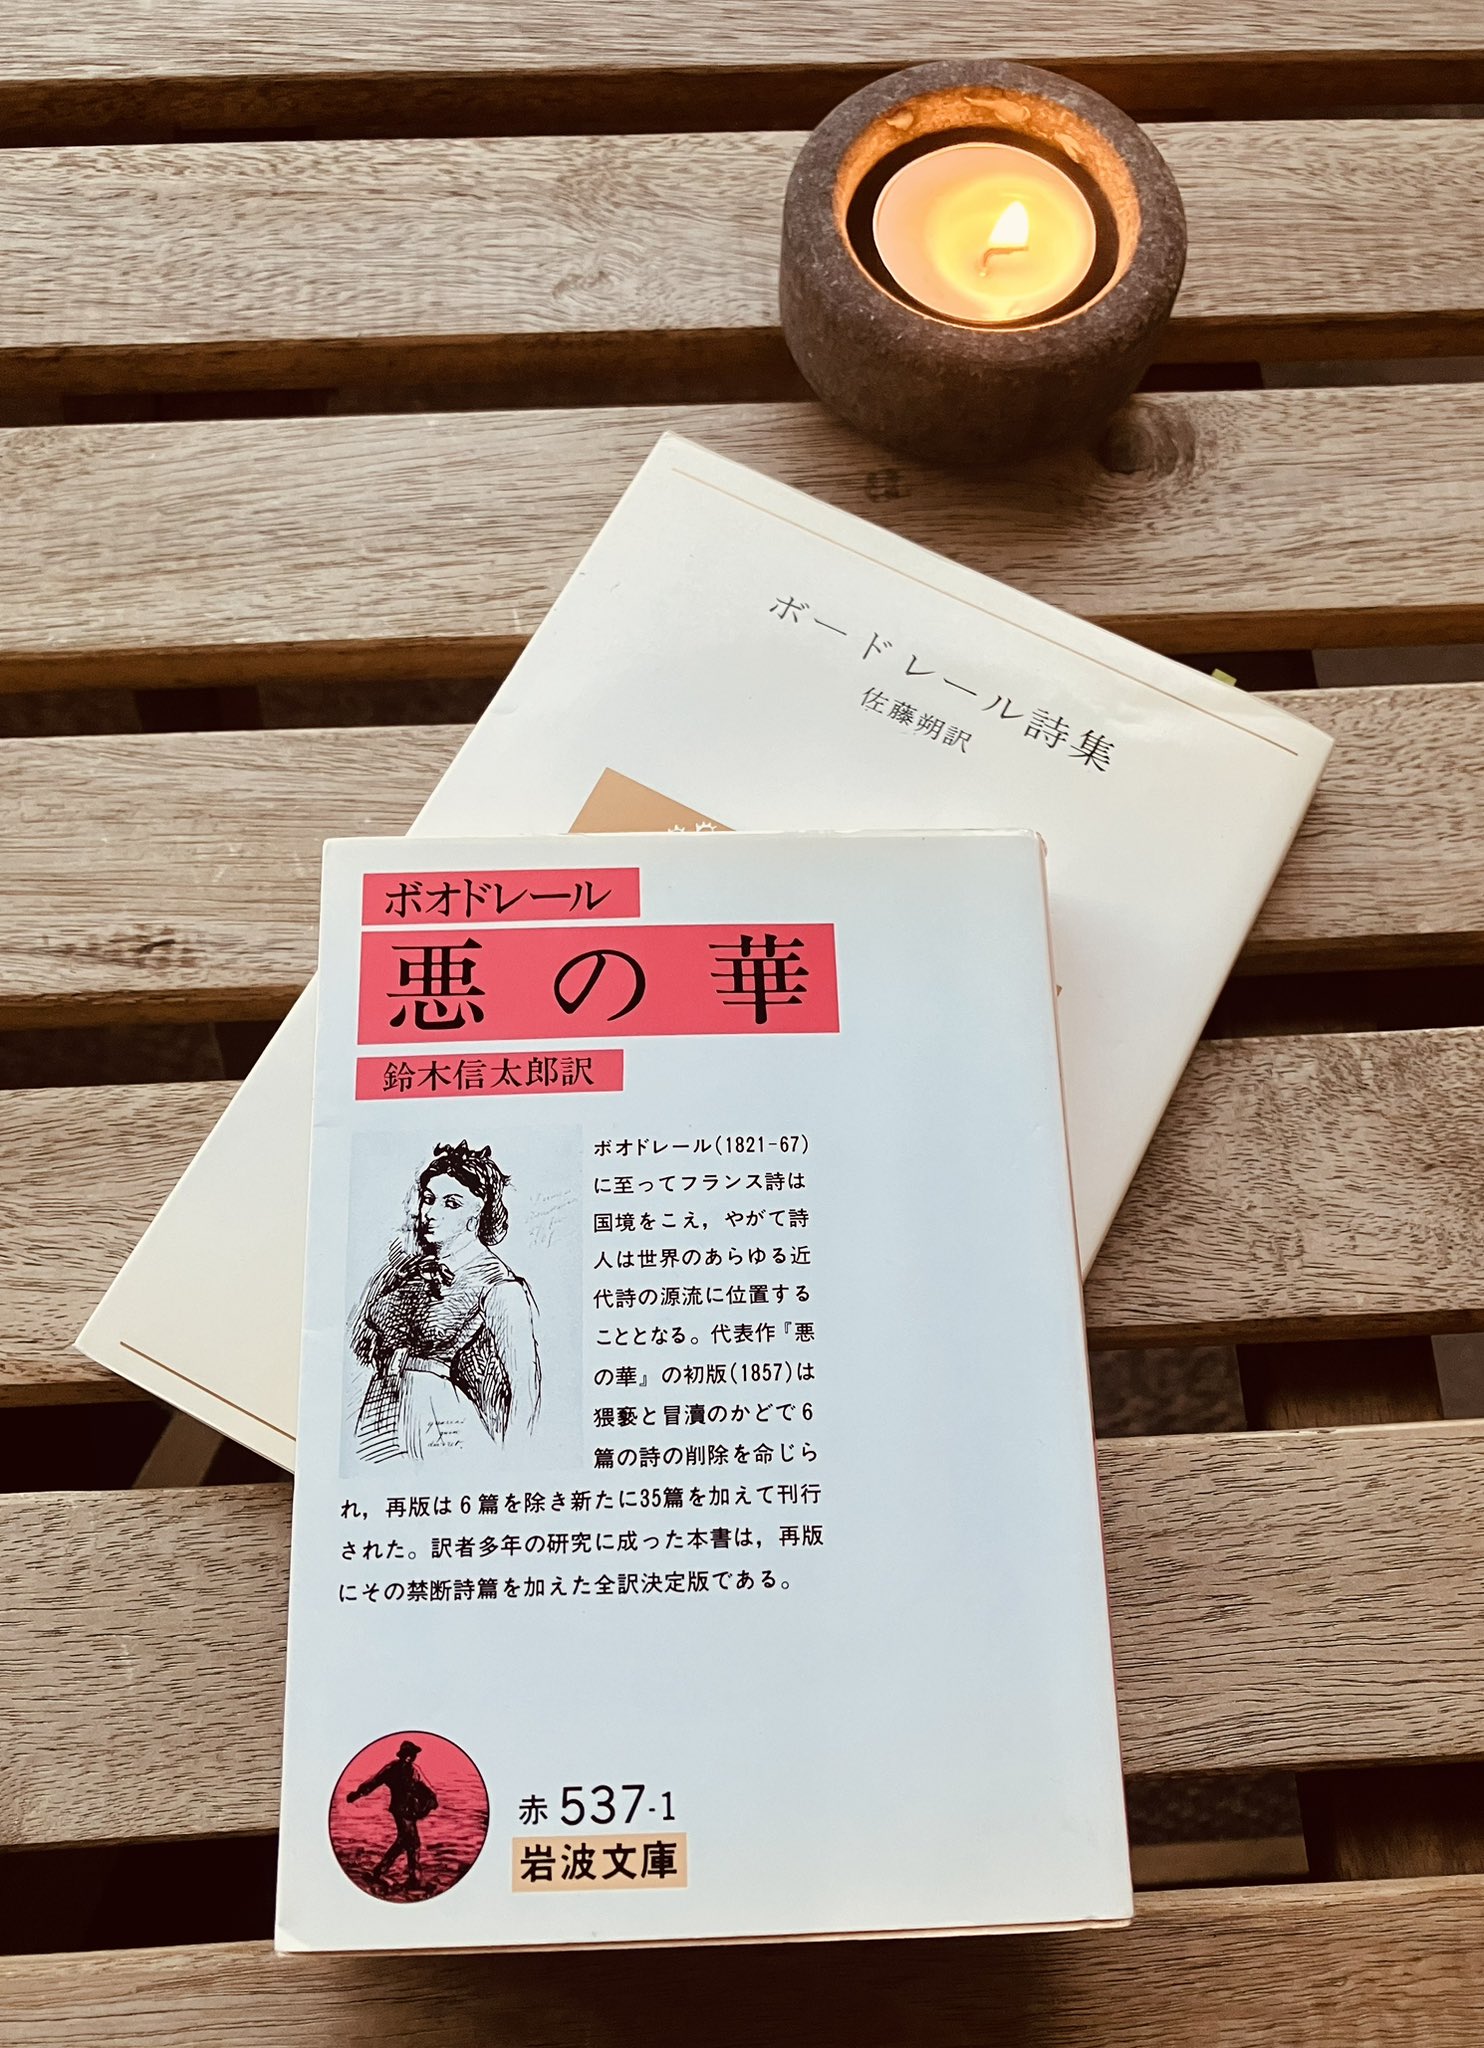 ボードレール詩集
佐藤朔訳
ボオドレール
悪の華
鈴木信太郎訳
ボオドレール(1821-67)
に至ってフランス詩は
国境をこえ，やがて詩
人は世界のあらゆる近
代詩の源流に位置する
こととなる。代表作『悪
の華』の初版(1857)は
猥褻と冒瀆のかどで6
篇の詩の削除を命じら
れ，再版は6篇を除き新たに35篇を加えて刊行
された。訳者多年の研究に成った本書は，再版
にその禁断詩篇を加えた全訳決定版である。
赤 537-1
岩波文庫